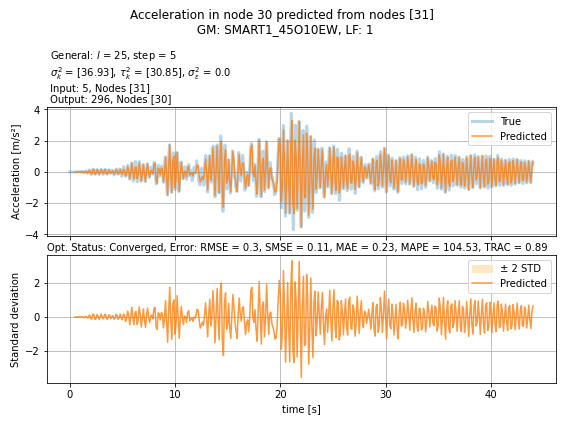 Acceleration in node 30 predicted from nodes [31]
GM: SMART1_45O10EW, LF: 1
General: l = 25, step = 5
σ²ₖ = [36.93], τ²ₖ = [30.85], σ²ε = 0.0
Input: 5, Nodes [31]
Output: 296, Nodes [30]
Acceleration [m/s²]
4
2
0
−2
−4
True
Predicted
Opt. Status: Converged, Error: RMSE = 0.3, SMSE = 0.11, MAE = 0.23, MAPE = 104.53, TRAC = 0.89
Standard deviation
2
0
−2
± 2 STD
Predicted
0 10 20 30 40
time [s]